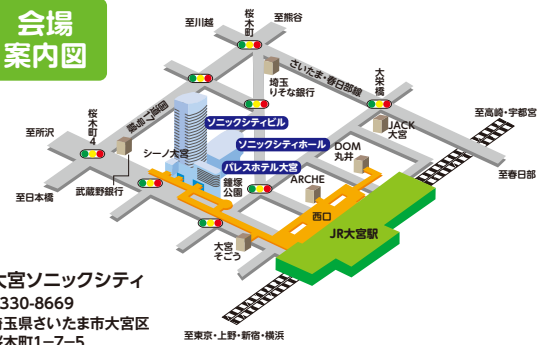 会場
案内図
至川越
桜木町
至熊谷
さいたま・春日部線
大栄橋
埼玉
りそな銀行
国道17号線
桜木町4
至所沢
ソニックシティビル
ソニックシティホール
パレスホテル大宮
シーノ大宮
武蔵野銀行
至日本橋
鐘塚
公園
JACK
大宮
DOM
丸井
ARCHE
至高崎・宇都宮
至春日部
西口
JR大宮駅
大宮
そごう
至東京・上野・新宿・横浜
大宮ソニックシティ
330-8669
埼玉県さいたま市大宮区
桜木町1−7−5